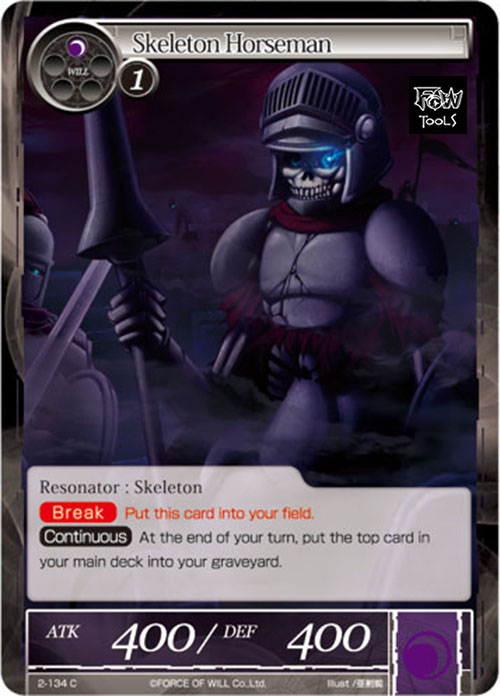 Skeleton Horseman
WILL
1
FOW
TOOLS
Resonator : Skeleton
Break Put this card into your field.
Continuous At the end of your turn, put the top card in
your main deck into your graveyard.
ATK 400 / DEF 400
2-134 C ©FORCE OF WILL Co.,Ltd. Illust /